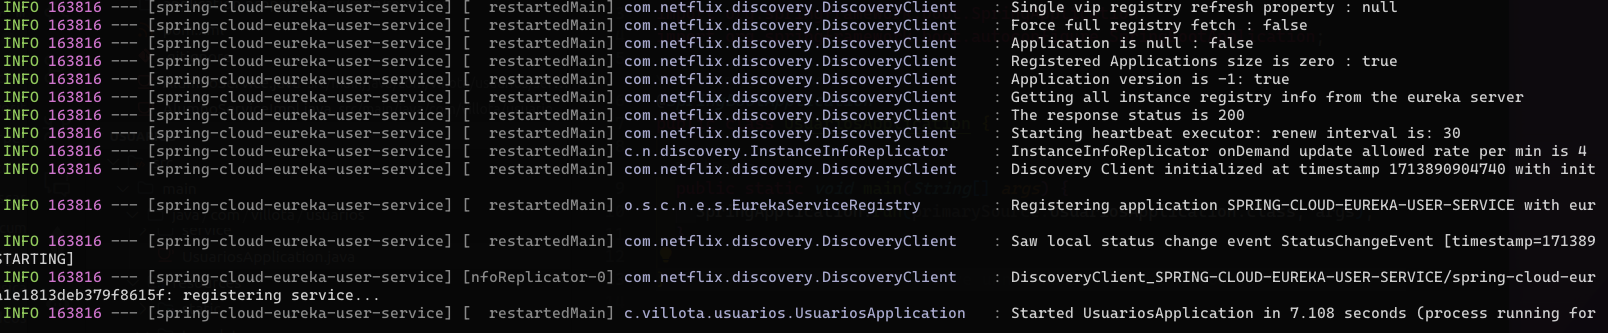 INFO 163816 --- [spring-cloud-eureka-user-service] [  restartedMain] com.netflix.discovery.DiscoveryClient    : Single vip registry refresh property : null
INFO 163816 --- [spring-cloud-eureka-user-service] [  restartedMain] com.netflix.discovery.DiscoveryClient    : Force full registry fetch : false
INFO 163816 --- [spring-cloud-eureka-user-service] [  restartedMain] com.netflix.discovery.DiscoveryClient    : Application is null : false
INFO 163816 --- [spring-cloud-eureka-user-service] [  restartedMain] com.netflix.discovery.DiscoveryClient    : Registered Applications size is zero : true
INFO 163816 --- [spring-cloud-eureka-user-service] [  restartedMain] com.netflix.discovery.DiscoveryClient    : Application version is -1: true
INFO 163816 --- [spring-cloud-eureka-user-service] [  restartedMain] com.netflix.discovery.DiscoveryClient    : Getting all instance registry info from the eureka server
INFO 163816 --- [spring-cloud-eureka-user-service] [  restartedMain] com.netflix.discovery.DiscoveryClient    : The response status is 200
INFO 163816 --- [spring-cloud-eureka-user-service] [  restartedMain] com.netflix.discovery.DiscoveryClient    : Starting heartbeat executor: renew interval is: 30
INFO 163816 --- [spring-cloud-eureka-user-service] [  restartedMain] c.n.discovery.InstanceInfoReplicator     : InstanceInfoReplicator onDemand update allowed rate per min is 4
INFO 163816 --- [spring-cloud-eureka-user-service] [  restartedMain] com.netflix.discovery.DiscoveryClient    : Discovery Client initialized at timestamp 1713890904740 with init
INFO 163816 --- [spring-cloud-eureka-user-service] [  restartedMain] o.s.c.n.e.s.EurekaServiceRegistry        : Registering application SPRING-CLOUD-EUREKA-USER-SERVICE with eur
INFO 163816 --- [spring-cloud-eureka-user-service] [  restartedMain] com.netflix.discovery.DiscoveryClient    : Saw local status change event StatusChangeEvent [timestamp=171389
STARTING]
INFO 163816 --- [spring-cloud-eureka-user-service] [nfoReplicator-0] com.netflix.discovery.DiscoveryClient    : DiscoveryClient_SPRING-CLOUD-EUREKA-USER-SERVICE/spring-cloud-eur
a1e1813deb379f8615f: registering service...
INFO 163816 --- [spring-cloud-eureka-user-service] [  restartedMain] c.villota.usuarios.UsuariosApplication   : Started UsuariosApplication in 7.108 seconds (process running for